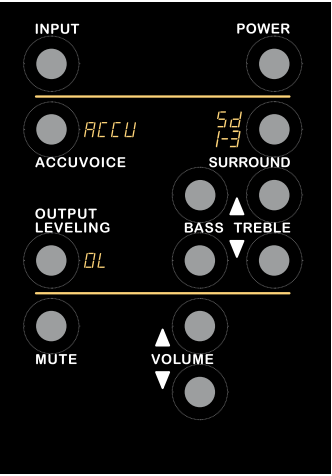 INPUT POWER
ACCU Sd
1-3
ACCUVOICE SURROUND
OUTPUT
LEVELING BASS TREBLE
OL
MUTE VOLUME